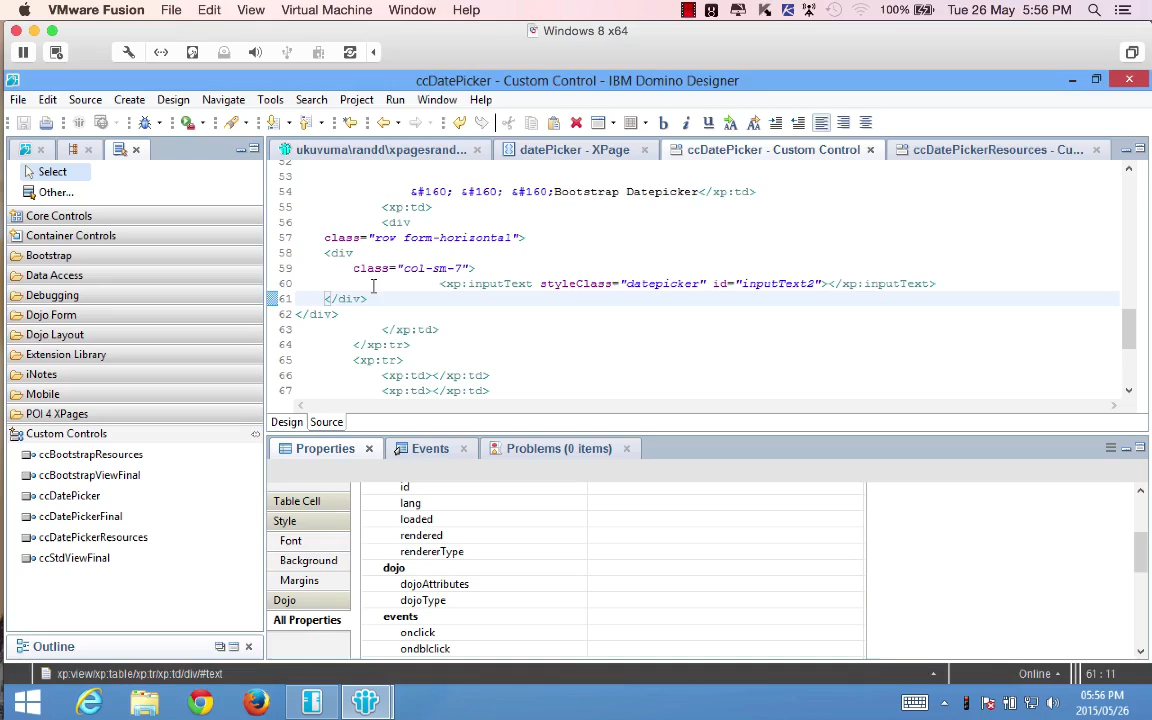 VMware Fusion File Edit View Virtual Machine Window Help 100% Tue 26 May 5:56 PM
Windows 8 x64
ccDatePicker - Custom Control - IBM Domino Designer
File Edit Source Create Design Navigate Tools Search Project Run Window Help
ukuvuma\randd\xpagesrand... datePicker - XPage ccDatePicker - Custom Control ccDatePickerResources - Cu...
Select
Other...
Core Controls
Container Controls
Bootstrap
Data Access
Debugging
Dojo Form
Dojo Layout
Extension Library
iNotes
Mobile
POI 4 XPages
Custom Controls
ccBootstrapResources
ccBootstrapViewFinal
ccDatePicker
ccDatePickerFinal
ccDatePickerResources
ccStdViewFinal
Outline
52
53
54 &#160; &#160; &#160;Bootstrap Datepicker</xp:td>
55 <xp:td>
56 <div
57 class="row form-horizontal">
58 <div
59 class="col-sm-7">
60 <xp:inputText styleClass="datepicker" id="inputText2"></xp:inputText>
61 </div>
62 </div>
63 </xp:td>
64 </xp:tr>
65 <xp:tr>
66 <xp:td></xp:td>
67 <xp:td></xp:td>
Design Source
Properties Events Problems (0 items)
Table Cell
Style
Font
Background
Margins
Dojo
All Properties
id
lang
loaded
rendered
rendererType
dojo
dojoAttributes
dojoType
events
onclick
ondblclick
xp:view/xp:table/xp:tr/xp:td/div/#text Online 61 : 11
05:56 PM
2015/05/26